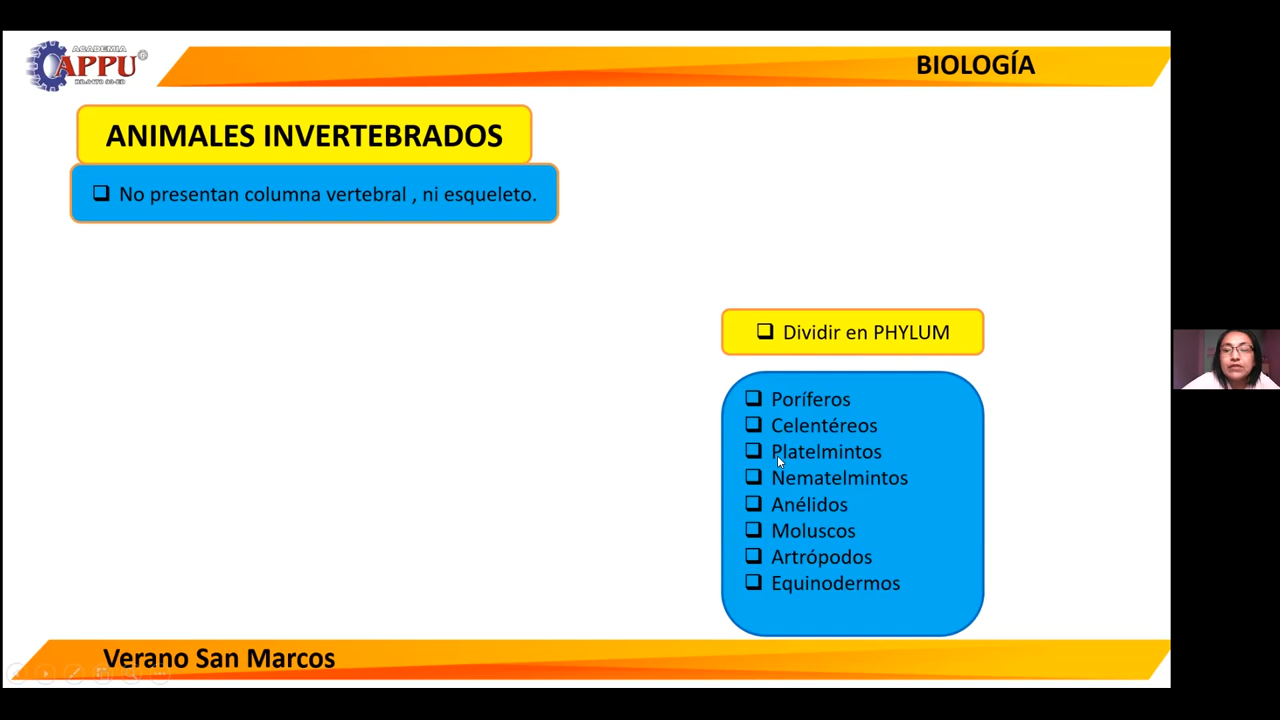 ACADEMIA
APPU
BIOLOGÍA
ANIMALES INVERTEBRADOS
No presentan columna vertebral , ni esqueleto.
Dividir en PHYLUM
Poríferos
Celentéreos
Platelmintos
Nematelmintos
Anélidos
Moluscos
Artrópodos
Equinodermos
Verano San Marcos